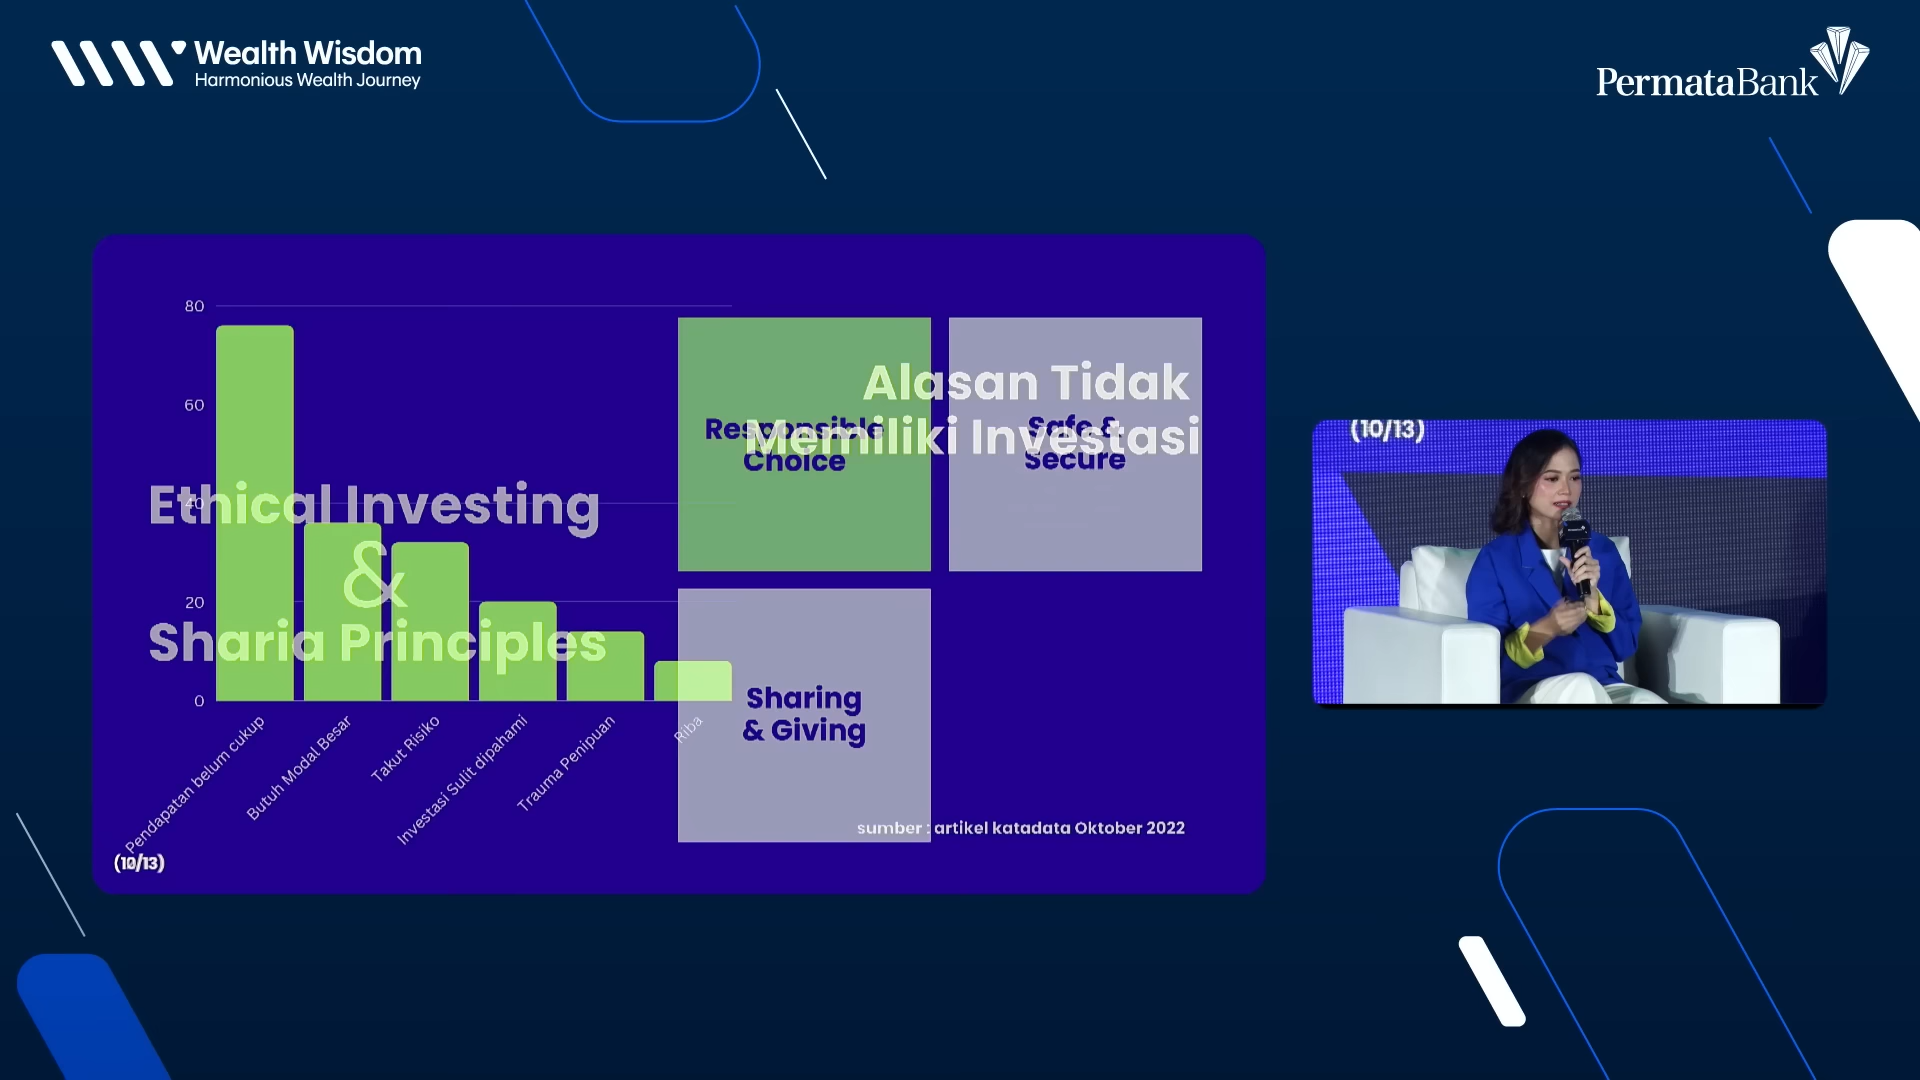 Wealth Wisdom
Harmonious Wealth Journey
PermataBank
80
60
40
20
0
Pendapatan belum cukup
Butuh Modal Besar
Takut Risiko
Investasi Sulit dipahami
Trauma Penipuan
Riba
Alasan Tidak
Memiliki Investasi
Ethical Investing
&
Sharia Principles
Responsible
Choice
Safe &
Secure
Sharing
& Giving
sumber : artikel katadata Oktober 2022
(10/13)
(10/13)